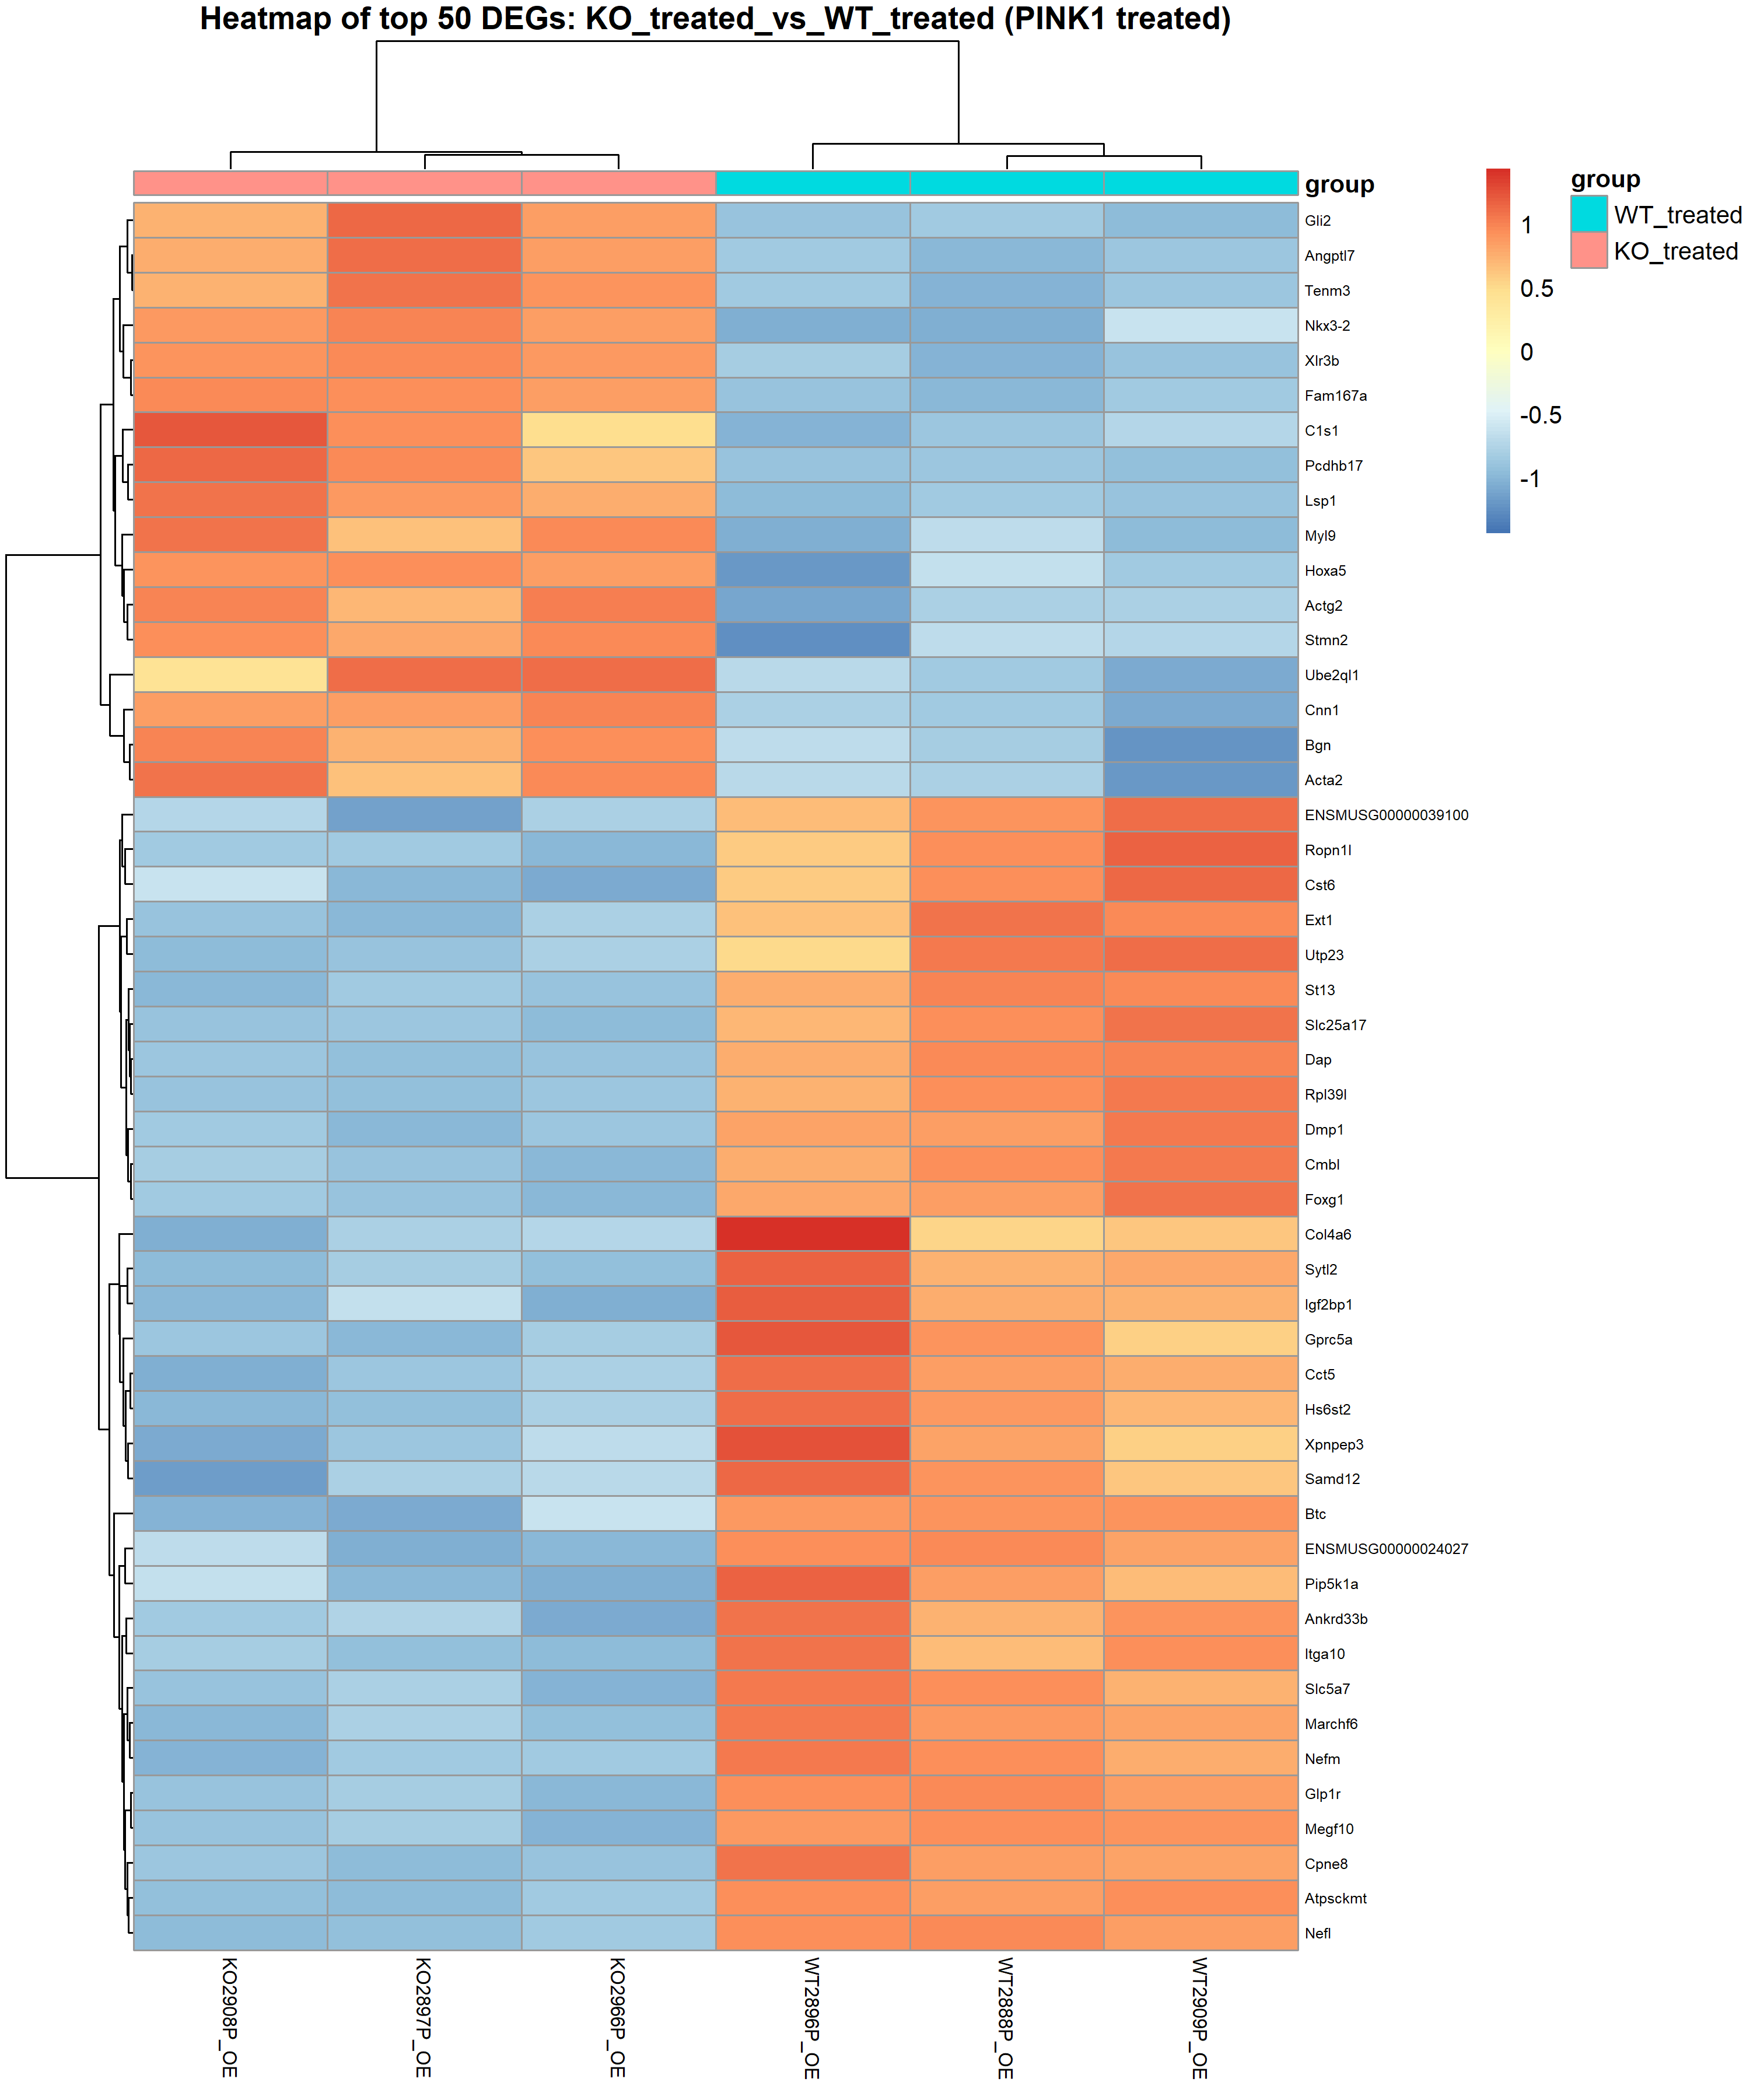 Heatmap of top 50 DEGs: KO_treated_vs_WT_treated (PINK1 treated)
group
Gli2
Angptl7
Tenm3
Nkx3-2
Xlr3b
Fam167a
C1s1
Pcdhb17
Lsp1
Myl9
Hoxa5
Actg2
Stmn2
Ube2ql1
Cnn1
Bgn
Acta2
ENSMUSG00000039100
Ropn1l
Cst6
Ext1
Utp23
St13
Slc25a17
Dap
Rpl39l
Dmp1
Cmbl
Foxg1
Col4a6
Sytl2
Igf2bp1
Gprc5a
Cct5
Hs6st2
Xpnpep3
Samd12
Btc
ENSMUSG00000024027
Pip5k1a
Ankrd33b
Itga10
Slc5a7
Marchf6
Nefm
Glp1r
Megf10
Cpne8
Atpsckmt
Nefl
KO2908P_OE
KO2897P_OE
KO2966P_OE
WT2896P_OE
WT2888P_OE
WT2909P_OE
1
0.5
0
-0.5
-1
group
WT_treated
KO_treated